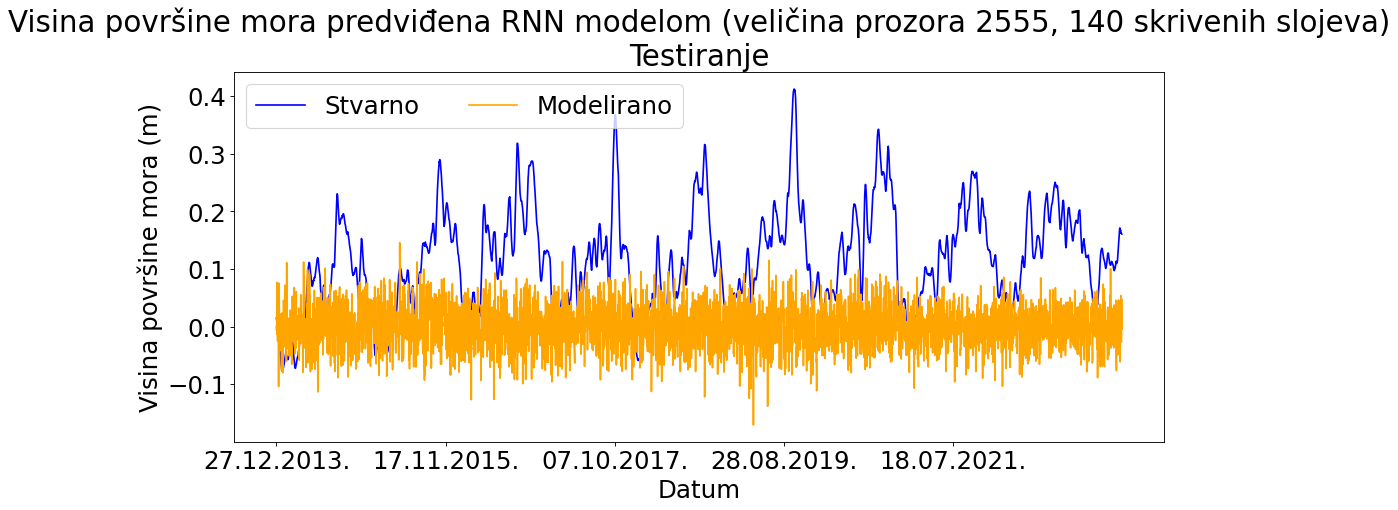 Visina površine mora predviđena RNN modelom (veličina prozora 2555, 140 skrivenih slojeva)
Testiranje
Stvarno
Modelirano
Visina površine mora (m)
0.4
0.3
0.2
0.1
0.0
−0.1
27.12.2013.
17.11.2015.
07.10.2017.
28.08.2019.
18.07.2021.
Datum